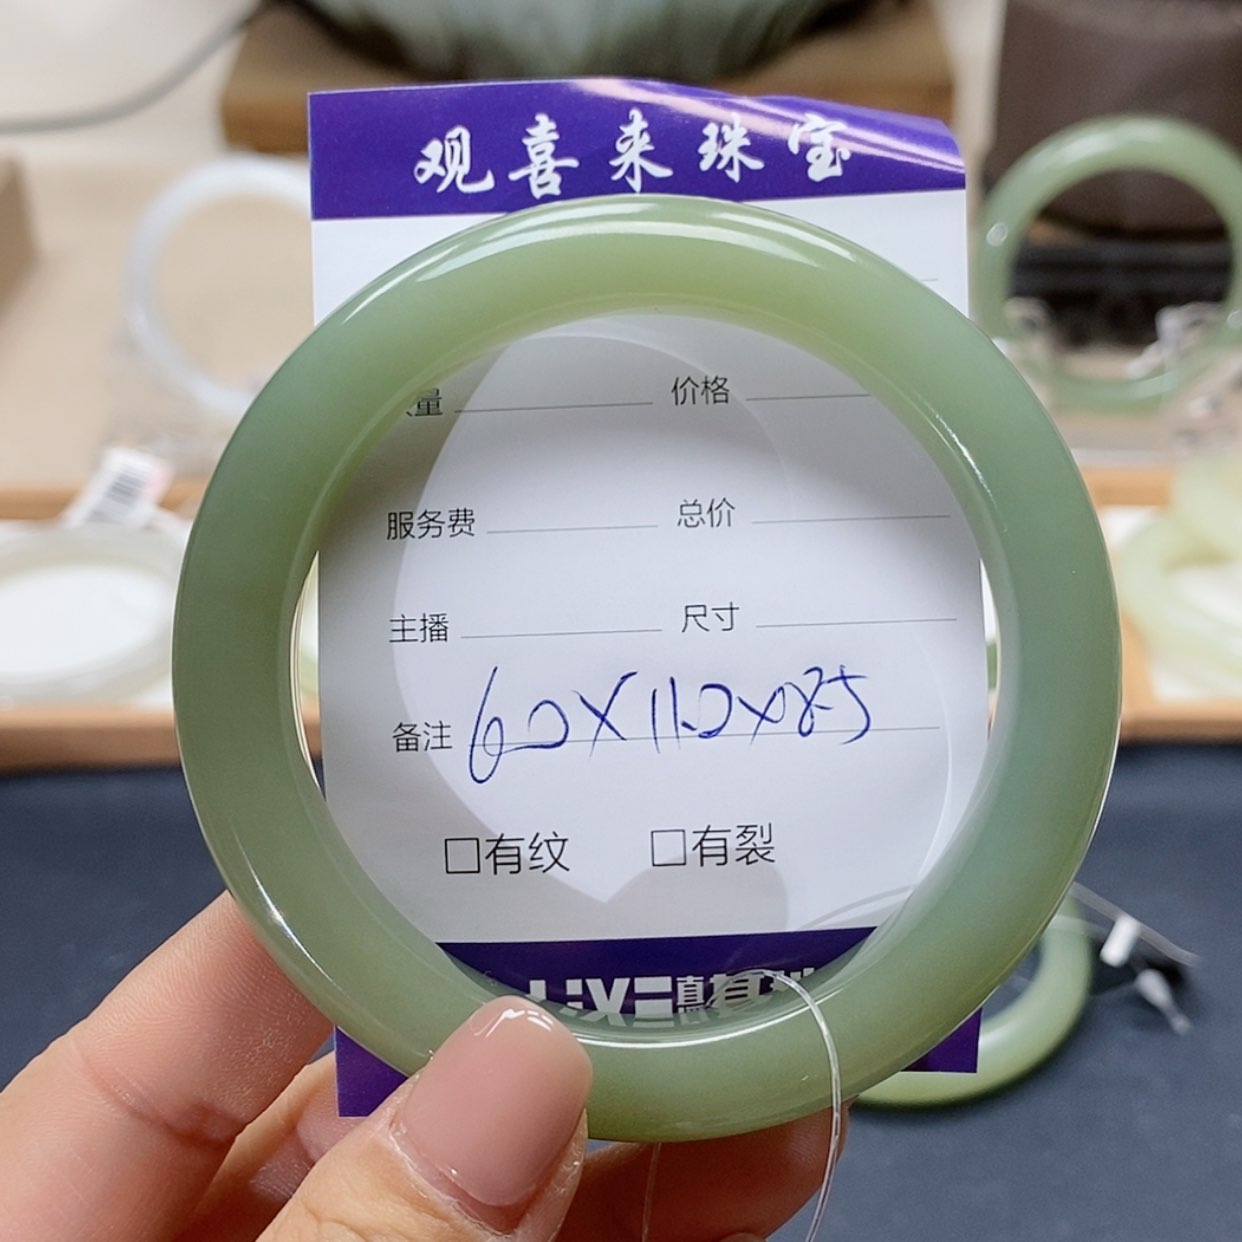 观喜来珠宝
量 价格
服务费 总价
主播 尺寸
备注 60X11.0X8.5
□有纹 □有裂